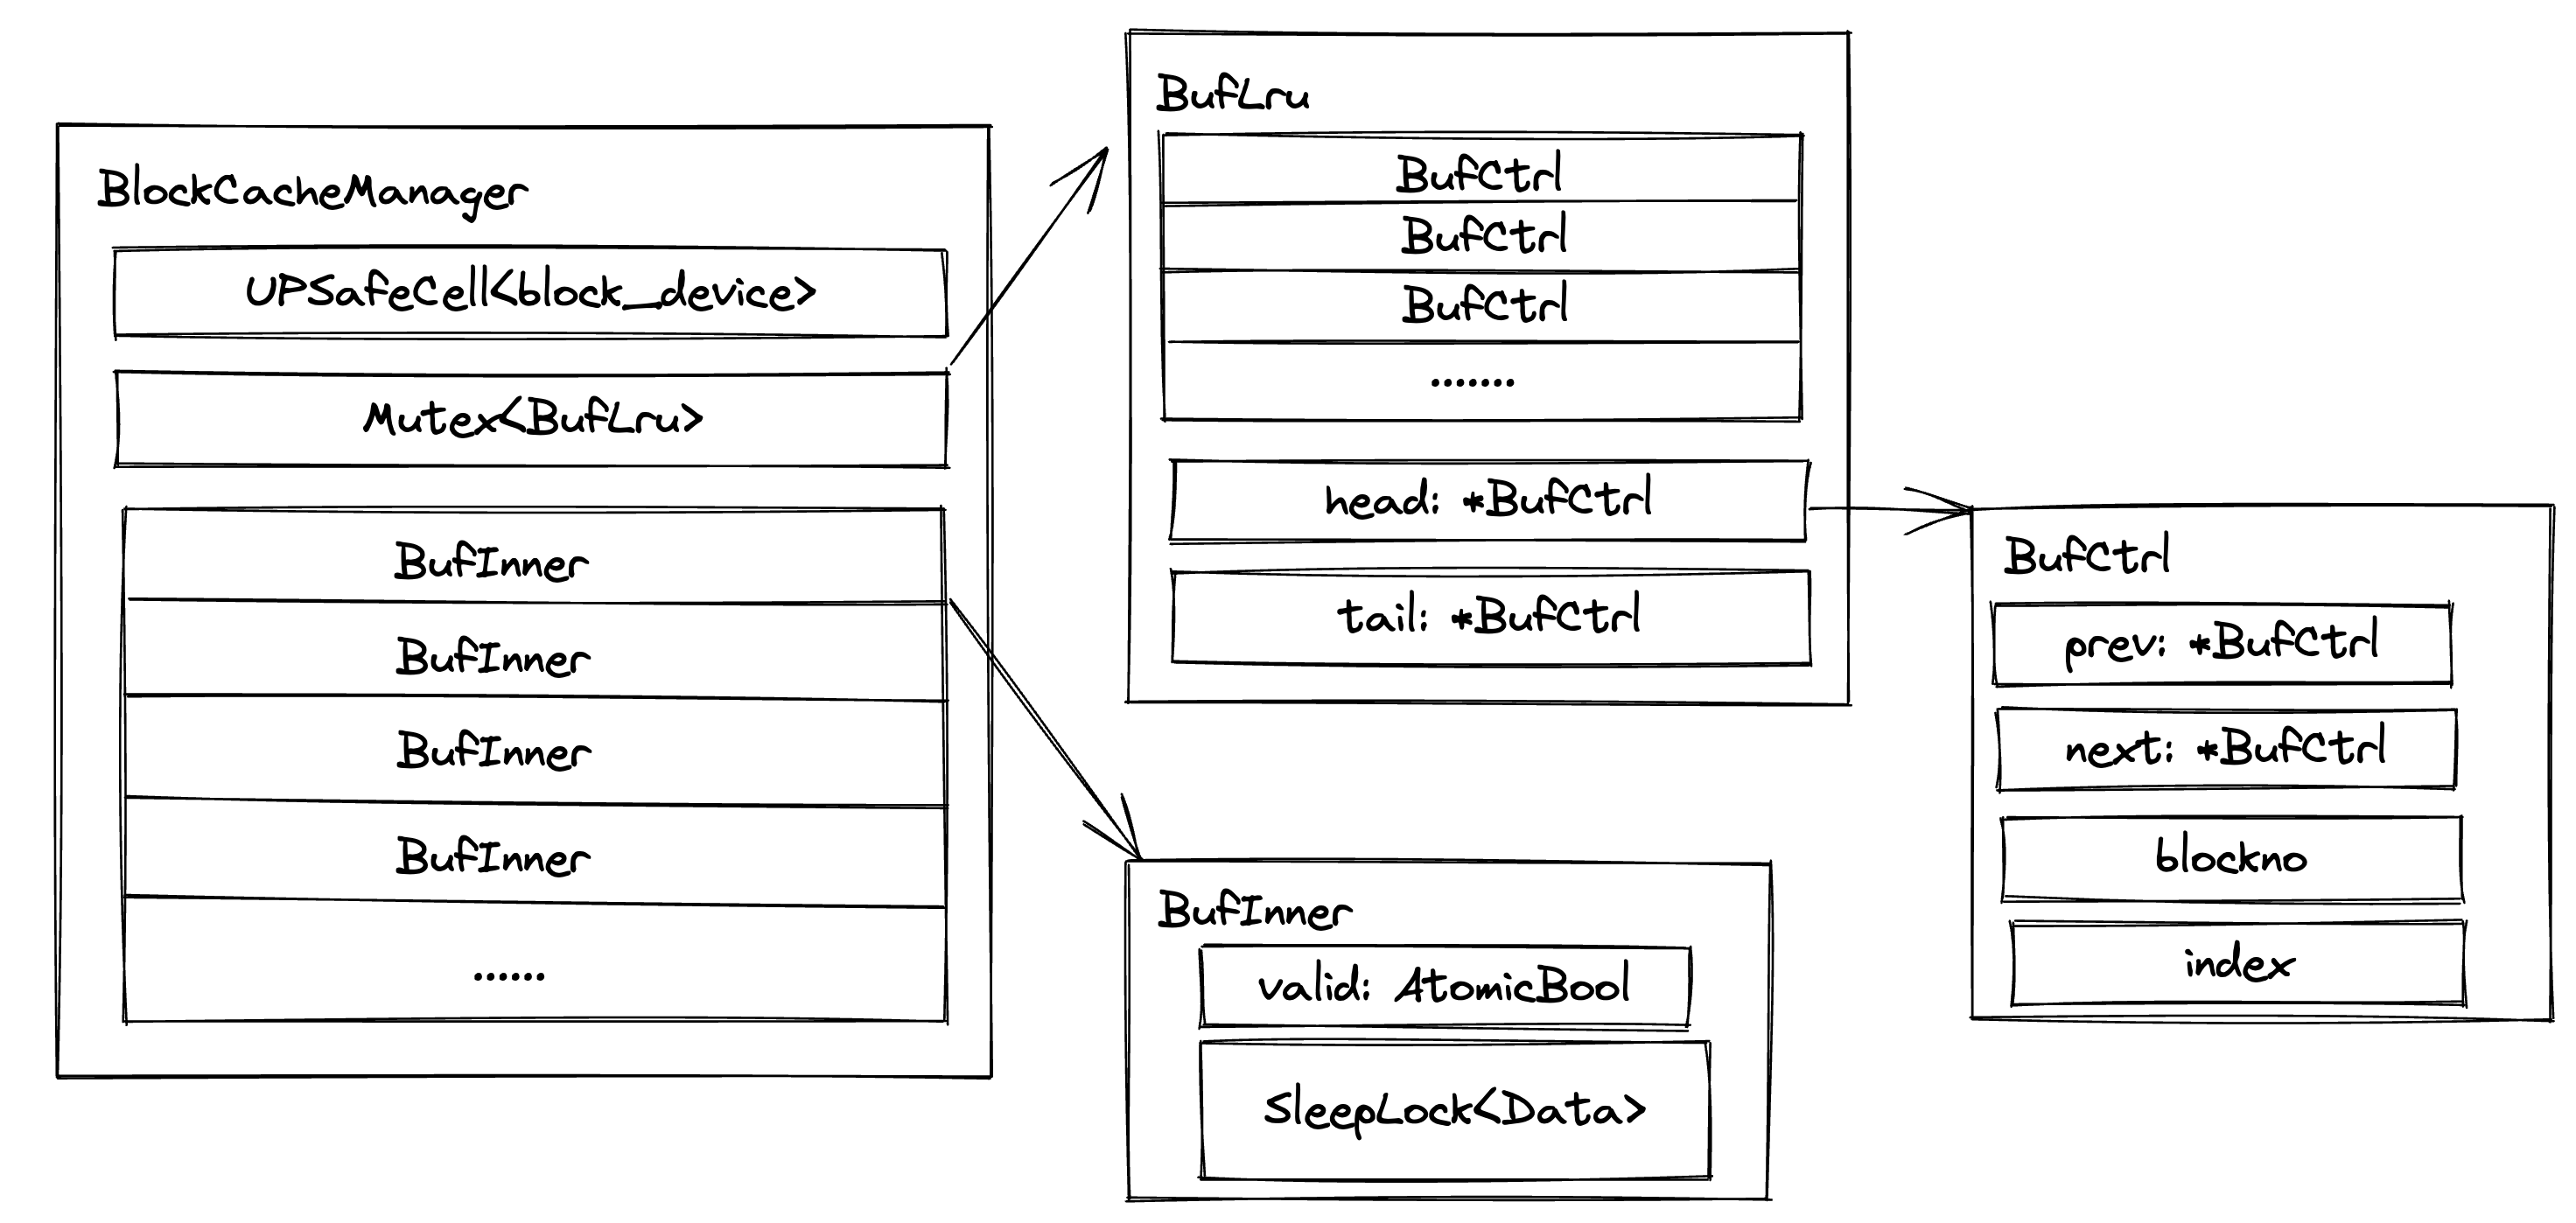 BlockCacheManager
UPSafeCell<block_device>
Mutex<BufLru>
BufInner
BufInner
BufInner
BufInner
......
BufLru
BufCtrl
BufCtrl
BufCtrl
.......
head: *BufCtrl
tail: *BufCtrl
BufInner
valid: AtomicBool
SleepLock<Data>
BufCtrl
prev: *BufCtrl
next: *BufCtrl
blockno
index